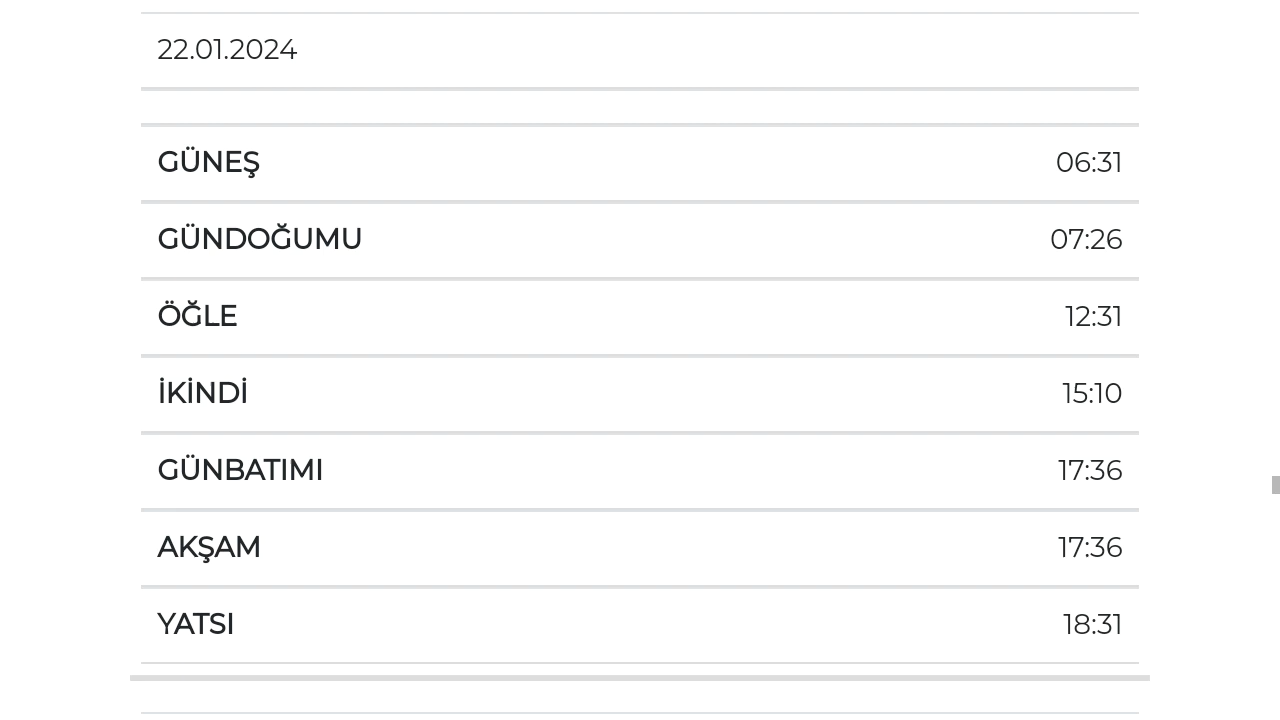 22.01.2024
GÜNEŞ 06:31
GÜNDOĞUMU 07:26
ÖĞLE 12:31
İKİNDİ 15:10
GÜNBATIMI 17:36
AKŞAM 17:36
YATSI 18:31